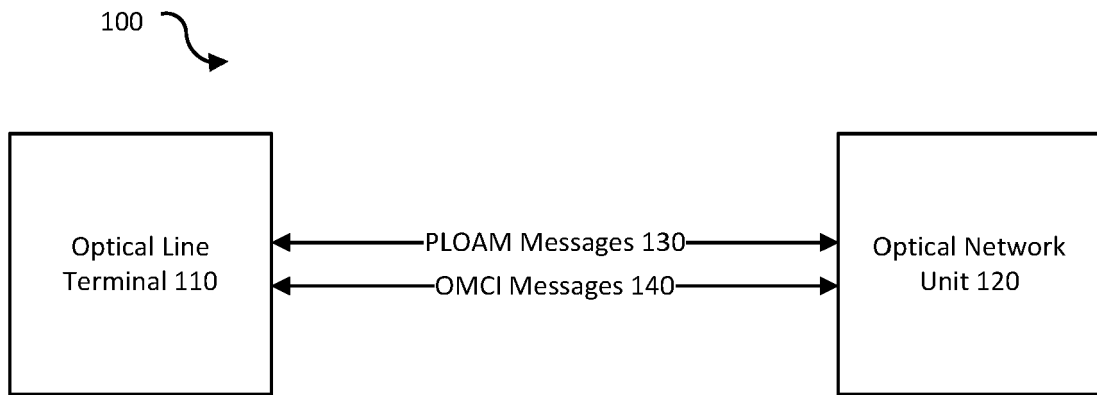 100
Optical Line
Terminal 110
PLOAM Messages 130
OMCI Messages 140
Optical Network
Unit 120